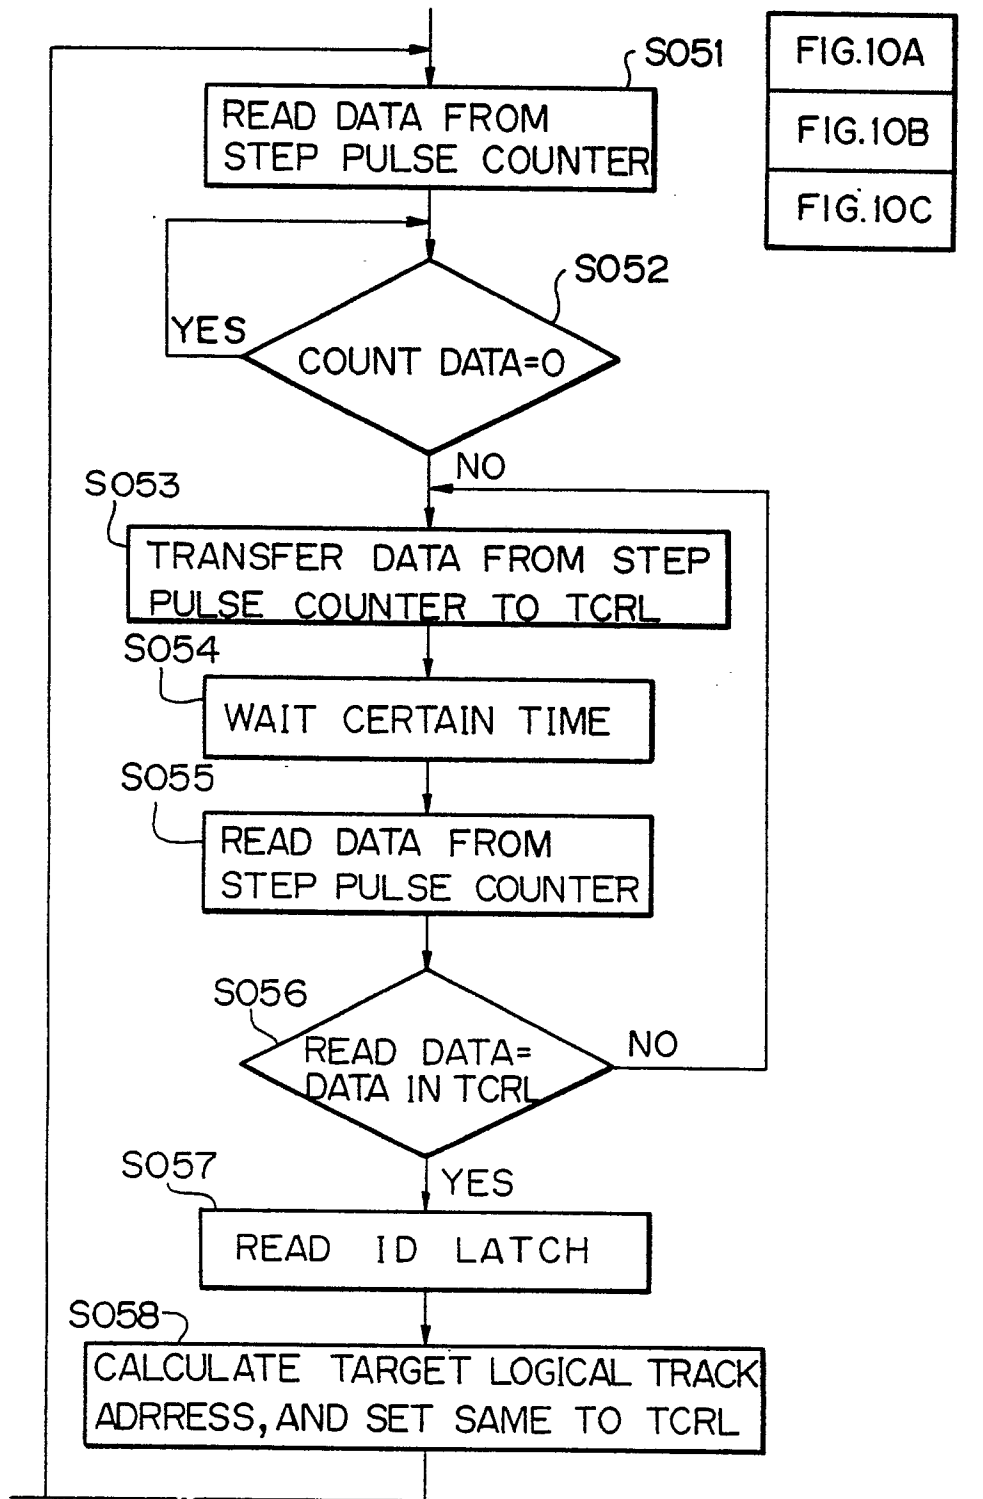 S051
FIG.10A
FIG.10B
FIG.10C
READ DATA FROM
STEP PULSE COUNTER
S052
YES
COUNT DATA=0
NO
S053
TRANSFER DATA FROM STEP
PULSE COUNTER TO TCRL
S054
WAIT CERTAIN TIME
S055
READ DATA FROM
STEP PULSE COUNTER
S056
READ DATA=
DATA IN TCRL
NO
S057
YES
READ ID LATCH
S058
CALCULATE TARGET LOGICAL TRACK
ADRRESS, AND SET SAME TO TCRL